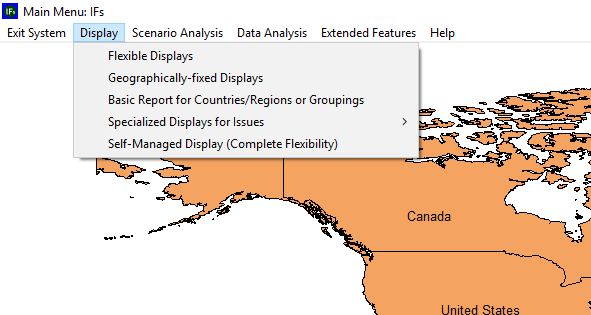 Main Menu: IFs
Exit System Display Scenario Analysis Data Analysis Extended Features Help
Flexible Displays
Geographically-fixed Displays
Basic Report for Countries/Regions or Groupings
Specialized Displays for Issues
Self-Managed Display (Complete Flexibility)
Canada
United States